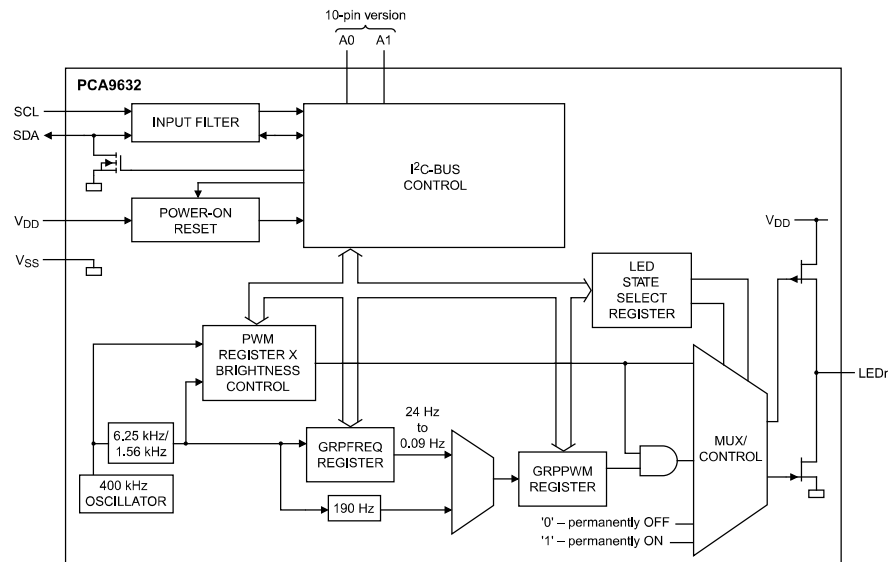 10-pin version
A0 A1
PCA9632
SCL
SDA
INPUT FILTER
I²C-BUS
CONTROL
VDD
POWER-ON
RESET
VSS
VDD
LED
STATE
SELECT
REGISTER
PWM
REGISTER X
BRIGHTNESS
CONTROL
LEDn
24 Hz
to
0.09 Hz
6.25 kHz/
1.56 kHz
GRPFREQ
REGISTER
MUX/
CONTROL
GRPPWM
REGISTER
400 kHz
OSCILLATOR
190 Hz
'0' – permanently OFF
'1' – permanently ON